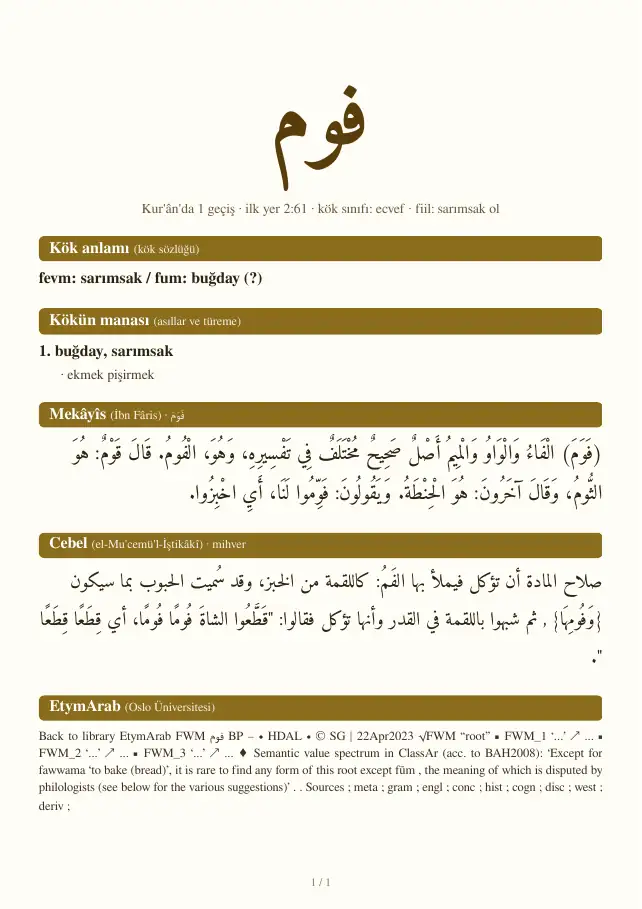 فوم
Kur'ân'da 1 geçiş · ilk yer 2:61 · kök sınıfı: ecvef · fiil: sarımsak ol
Kök anlamı (kök sözlüğü)
fevm: sarımsak / fum: buğday (?)
Kökün manası (asıllar ve türeme)
1. buğday, sarımsak
· ekmek pişirmek
Mekâyîs (İbn Fâris) · فَوَمَ
(فَوَمَ) الْفَاءُ وَالْوَاوُ وَالْمِيمُ أَصْلٌ صَحِيحٌ مُخْتَلَفٌ فِي تَفْسِيرِهِ، وَهُوَ، الْفُومُ. قَالَ قَوْمٌ: هُوَ
الثُّومُ، وَقَالَ آخَرُونَ: هُوَ الْحِنْطَةُ. وَيَقُولُونَ: فَوِّمُوا لَنَا، أَيِ اخْبِزُوا.
Cebel (el-Mu'cemü'l-İştikâkî) · mihver
صلاح المادة أن تؤكل فيملأ بها الفَمُ: كاللقمة من الخبز، وقد سُميت الحبوب بما سيكون
{وَفُومِهَا} , ثم شبهوا باللقمة في القدر وأنها تؤكل فقالوا: "قَطَّعُوا الشاةَ فُومًا فُومًا، أي قِطَعًا قِطَعًا
".
EtymArab (Oslo Üniversitesi)
Back to library EtymArab FWM فوم BP – • HDAL • © SG | 22Apr2023 √FWM “root” ▪ FWM_1 ‘...’ ↗ ... ▪
FWM_2 ‘...’ ↗ ... ▪ FWM_3 ‘...’ ↗ ... ♦ Semantic value spectrum in ClassAr (acc. to BAH2008): ‘Except for
fawwama ‘to bake (bread)’, it is rare to find any form of this root except fūm , the meaning of which is disputed by
philologists (see below for the various suggestions)’ . . Sources ; meta ; gram ; engl ; conc ; hist ; cogn ; disc ; west ;
deriv ;
1 / 1